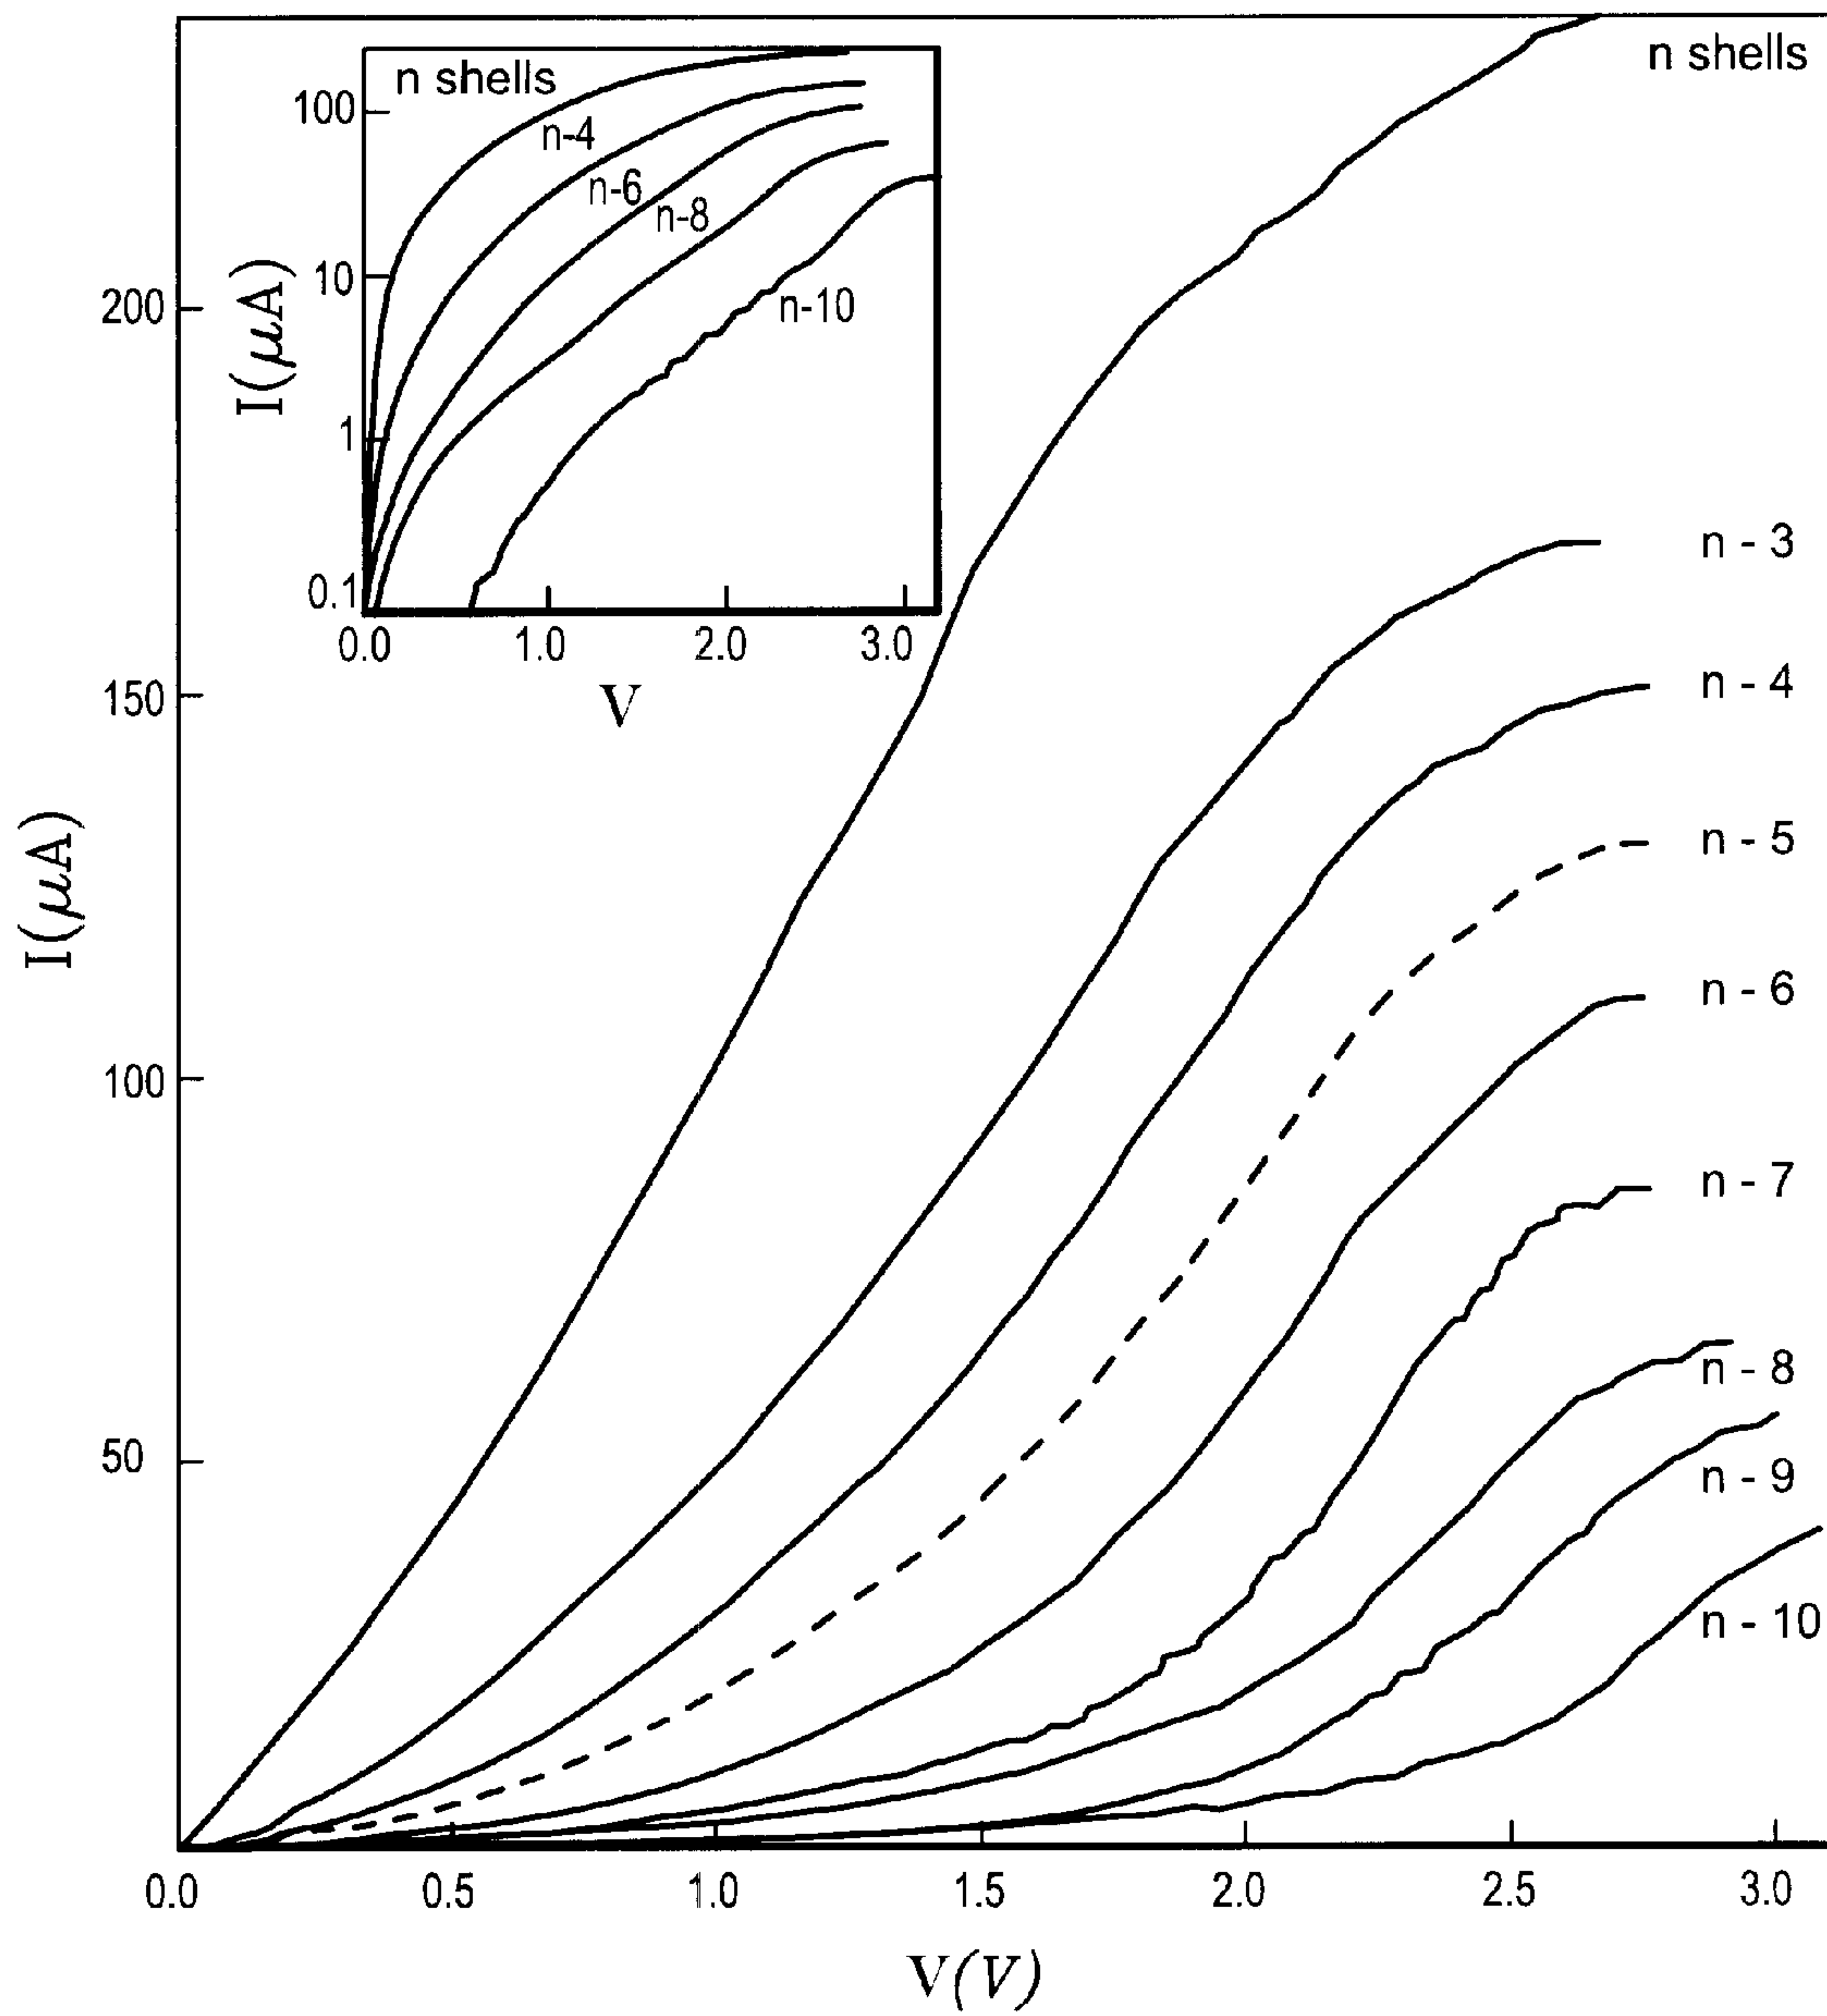 n shells
n shells
100
n-4
n-6
n-8
10
n-10
I(μA)
200
1
0.1
0.0 1.0 2.0 3.0
V
n - 3
150
n - 4
I(μA)
n - 5
n - 6
100
n - 7
n - 8
50
n - 9
n - 10
0.0 0.5 1.0 1.5 2.0 2.5 3.0
V(V)